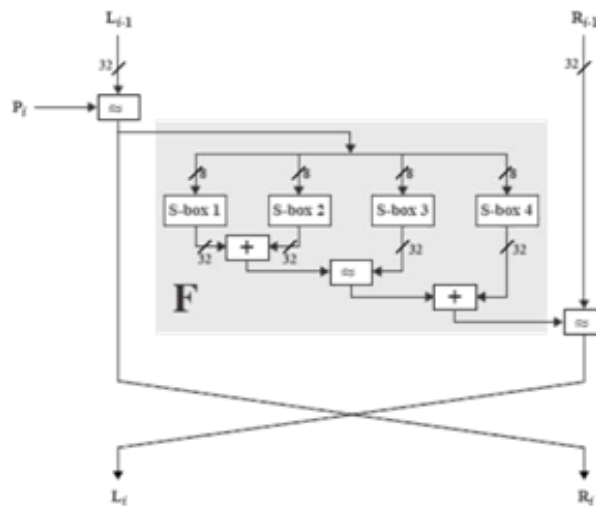 Lᵢ₋₁ Rᵢ₋₁
32 32
Pᵢ ≈
8 8 8 8
S-box 1 S-box 2 S-box 3 S-box 4
32 + 32 32 32
≈
F +
≈
Lᵢ Rᵢ